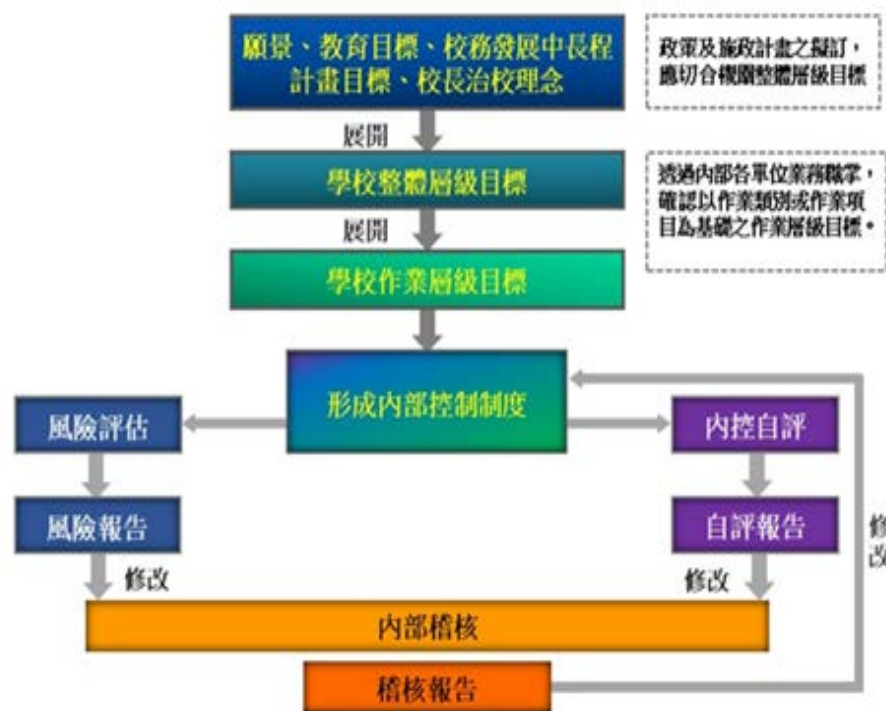 願景、教育目標、校務發展中長程
計畫目標、校長治校理念
政策及施政計畫之擬訂，
應切合機關整體層級目標
展開
學校整體層級目標
透過內部各單位業務職掌，
確認以作業類別或作業項
目為基礎之作業層級目標。
展開
學校作業層級目標
形成內部控制制度
風險評估
內控自評
風險報告
自評報告
修改
修改
修改
內部稽核
稽核報告